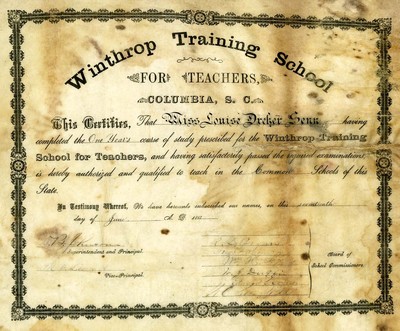 Winthrop Training School
FOR TEACHERS,
COLUMBIA, S. C.
This Certifies, That Miss Louise Dreher Senn having
completed the One Year's course of study prescribed for the Winthrop Training
School for Teachers, and having satisfactorily passed the required examinations,
is hereby authorized and qualified to teach in the Common Schools of this
State.
In Testimony Whereof, We have hereunto subscribed our names, on this
day of June A. D. 188
Superintendent and Principal.
Vice-Principal.
Board of
School Commissioners.